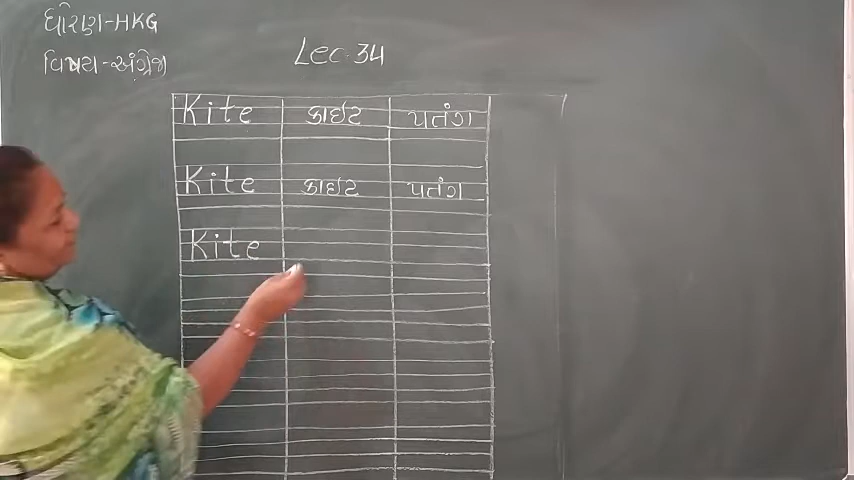 ધોરણ-HKG
વિષય-અંગ્રેજી
Lec-34
Kite કાઇટ પતંગ
Kite કાઇટ પતંગ
Kite